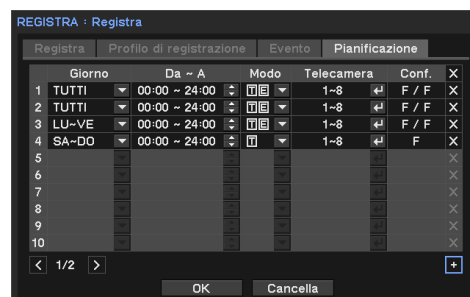 REGISTRA : Registra
Registra Profilo di registrazione Evento Pianificazione
Giorno Da ~ A Modo Telecamera Conf. X
1 TUTTI 00:00 ~ 24:00 T E 1~8 F / F X
2 TUTTI 00:00 ~ 24:00 T E 1~8 F / F X
3 LU~VE 00:00 ~ 24:00 T E 1~8 F / F X
4 SA~DO 00:00 ~ 24:00 T 1~8 F X
5 X
6 X
7 X
8 X
9 X
10 X
< 1/2 > +
OK Cancella